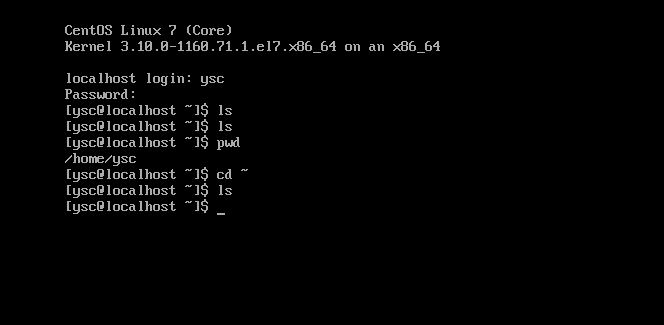 CentOS Linux 7 (Core)
Kernel 3.10.0-1160.71.1.el7.x86_64 on an x86_64
localhost login: ysc
Password:
[ysc@localhost ~]$ ls
[ysc@localhost ~]$ ls
[ysc@localhost ~]$ pwd
/home/ysc
[ysc@localhost ~]$ cd ~
[ysc@localhost ~]$ ls
[ysc@localhost ~]$ _